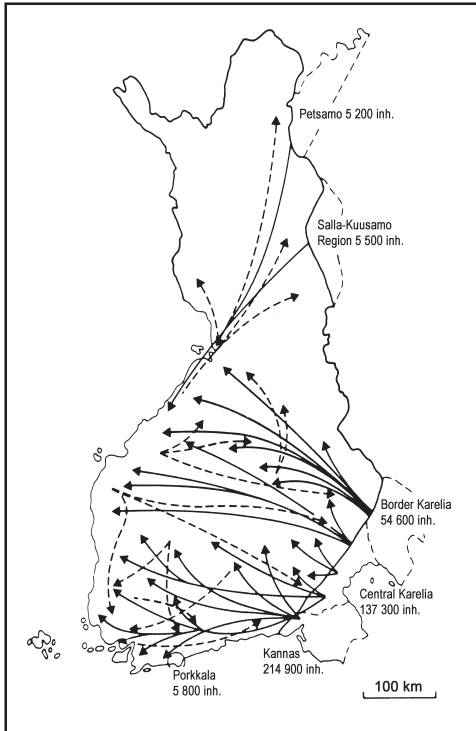 Petsamo 5 200 inh.
Salla-Kuusamo
Region 5 500 inh.
Border Karelia
54 600 inh.
Central Karelia
137 300 inh.
Kannas
214 900 inh.
Porkkala
5 800 inh.
100 km